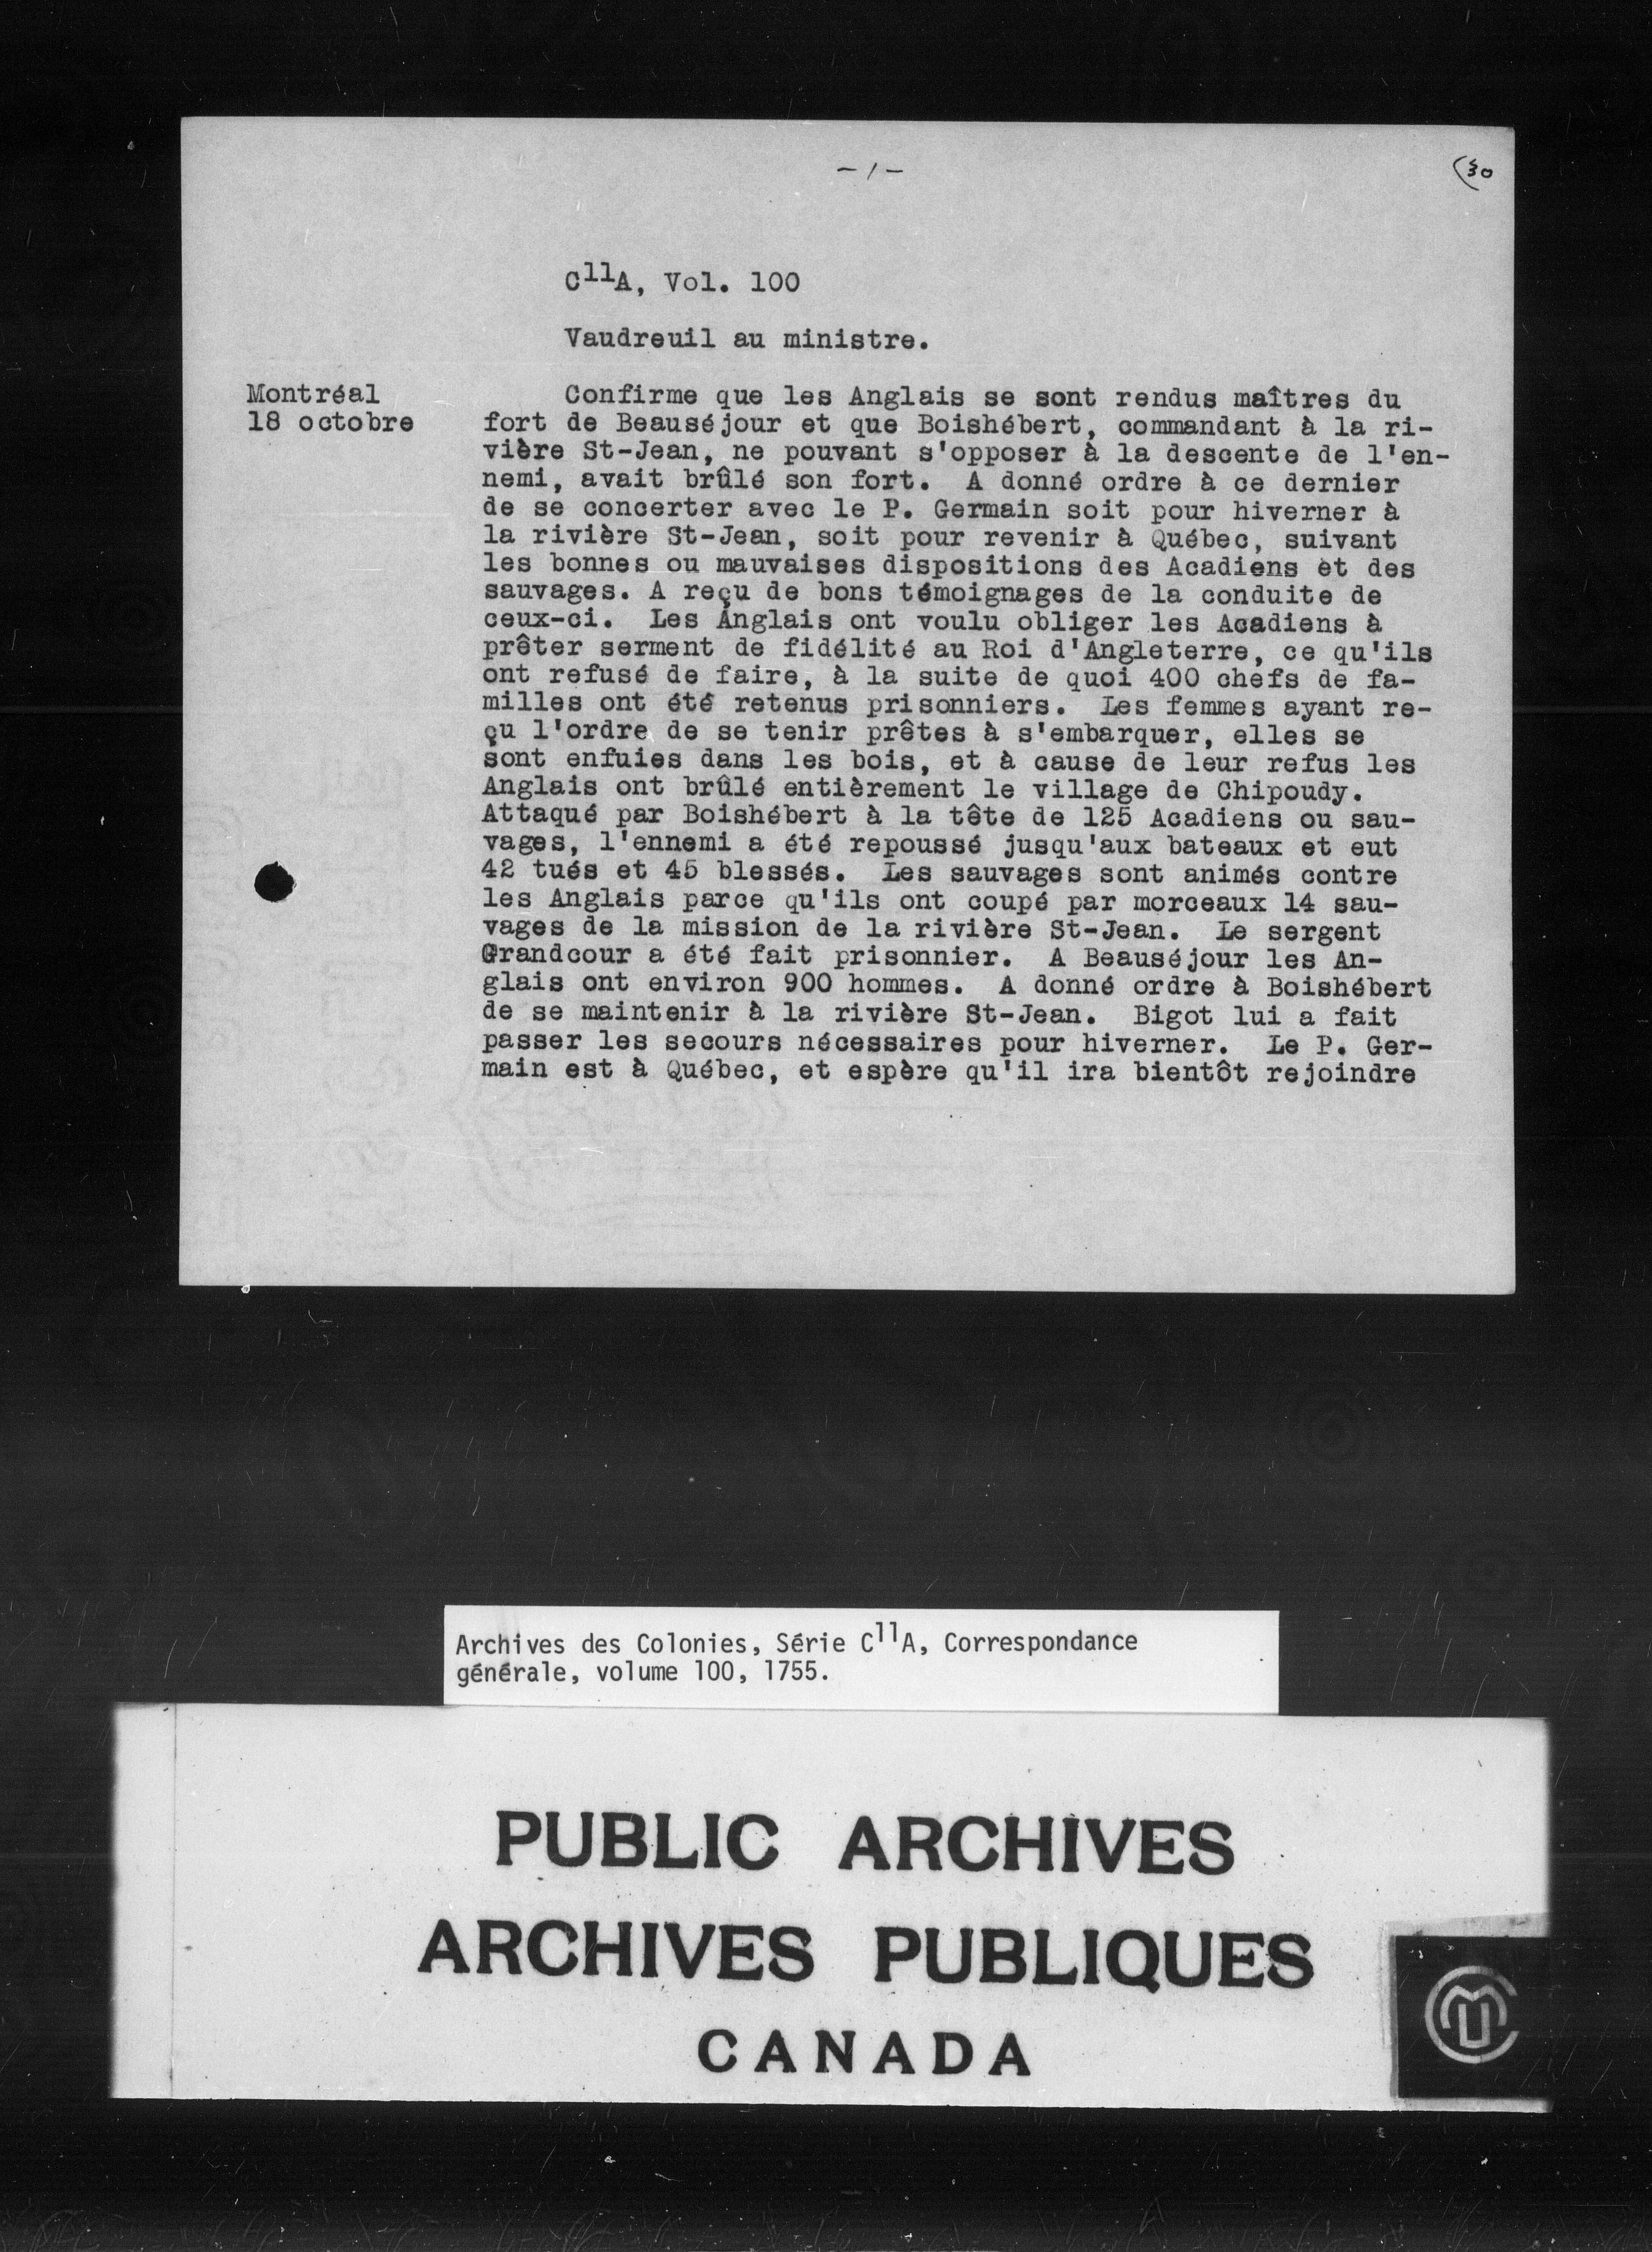 -1-
(30
C11A, Vol. 100
Vaudreuil au ministre.
Montréal
18 octobre
Confirme que les Anglais se sont rendus maîtres du
fort de Beauséjour et que Boishébert, commandant à la ri-
vière St-Jean, ne pouvant s'opposer à la descente de l'en-
nemi, avait brûlé son fort. A donné ordre à ce dernier
de se concerter avec le P. Germain soit pour hiverner à
la rivière St-Jean, soit pour revenir à Québec, suivant
les bonnes ou mauvaises dispositions des Acadiens et des
sauvages. A reçu de bons témoignages de la conduite de
ceux-ci. Les Anglais ont voulu obliger les Acadiens à
prêter serment de fidélité au Roi d'Angleterre, ce qu'ils
ont refusé de faire, à la suite de quoi 400 chefs de fa-
milles ont été retenus prisonniers. Les femmes ayant re-
çu l'ordre de se tenir prêtes à s'embarquer, elles se
sont enfuies dans les bois, et à cause de leur refus les
Anglais ont brûlé entièrement le village de Chipoudy.
Attaqué par Boishébert à la tête de 125 Acadiens ou sau-
vages, l'ennemi a été repoussé jusqu'aux bateaux et eut
42 tués et 45 blessés. Les sauvages sont animés contre
les Anglais parce qu'ils ont coupé par morceaux 14 sau-
vages de la mission de la rivière St-Jean. Le sergent
Grandcour a été fait prisonnier. A Beauséjour les An-
glais ont environ 900 hommes. A donné ordre à Boishébert
de se maintenir à la rivière St-Jean. Bigot lui a fait
passer les secours nécessaires pour hiverner. Le P. Ger-
main est à Québec, et espère qu'il ira bientôt rejoindre
Archives des Colonies, Série C11A, Correspondance
générale, volume 100, 1755.
PUBLIC ARCHIVES
ARCHIVES PUBLIQUES
CANADA